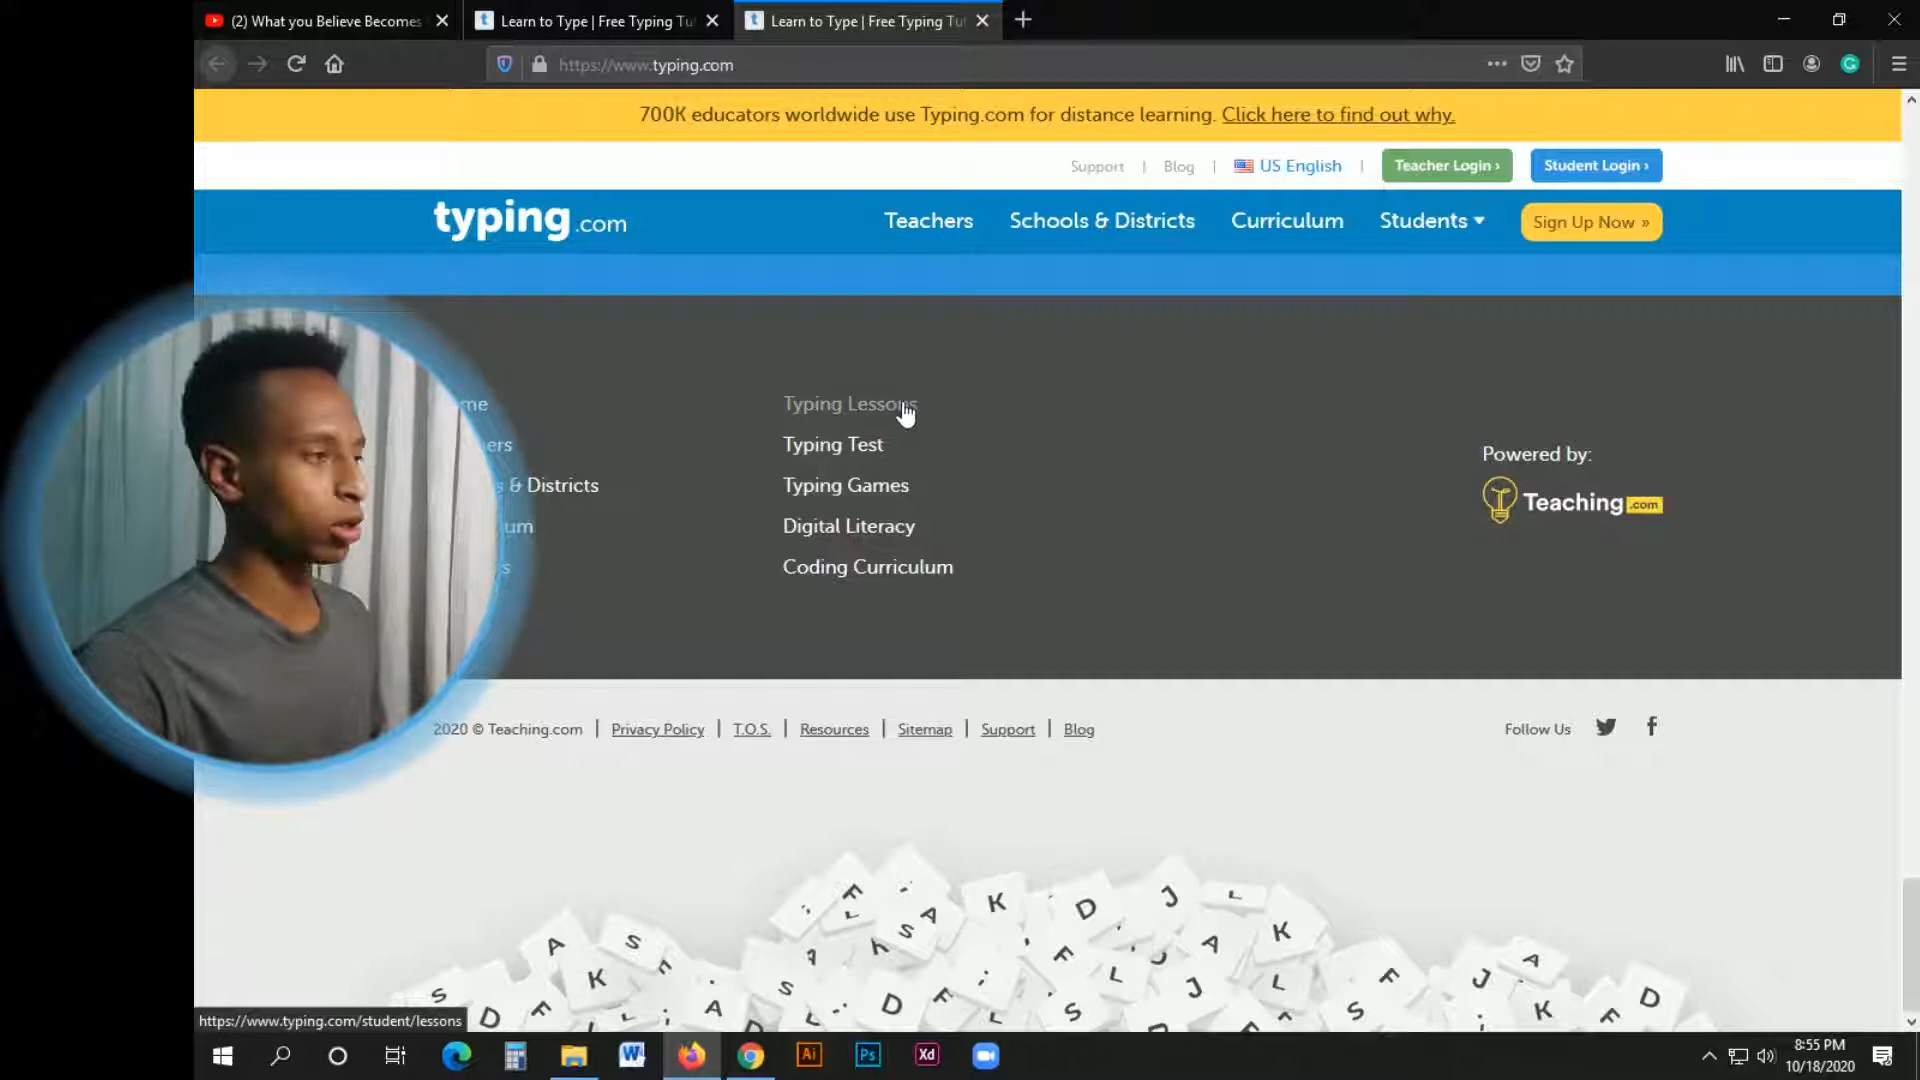 (2) What you Believe Becomes
Learn to Type | Free Typing Tu
Learn to Type | Free Typing Tut
https://www.typing.com
700K educators worldwide use Typing.com for distance learning. Click here to find out why.
Support | Blog | US English | Teacher Login › Student Login ›
typing.com
Teachers Schools & Districts Curriculum Students Sign Up Now »
me
ers
s & Districts
um
s
Typing Lessons
Typing Test
Typing Games
Digital Literacy
Coding Curriculum
Powered by:
Teaching.com
2020 © Teaching.com | Privacy Policy | T.O.S. | Resources | Sitemap | Support | Blog
Follow Us
https://www.typing.com/student/lessons
8:55 PM
10/18/2020